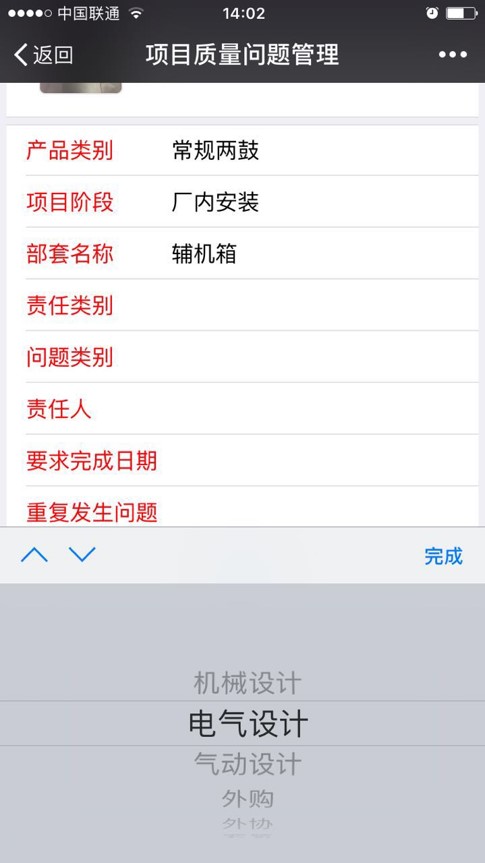 中国联通 14:02
返回 项目质量问题管理
产品类别 常规两鼓
项目阶段 厂内安装
部套名称 辅机箱
责任类别
问题类别
责任人
要求完成日期
重复发生问题
完成
机械设计
电气设计
气动设计
外购
外协